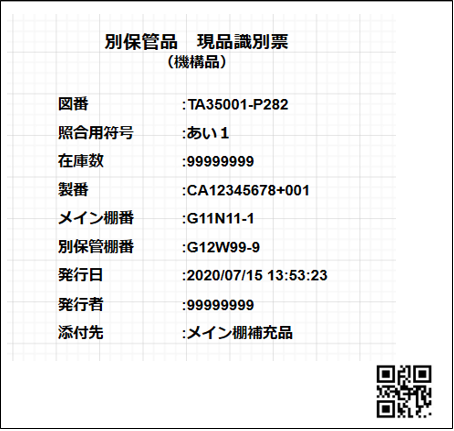 別保管品　現品識別票
（機構品）
図番 :TA35001-P282
照合用符号 :あい１
在庫数 :99999999
製番 :CA12345678+001
メイン棚番 :G11N11-1
別保管棚番 :G12W99-9
発行日 :2020/07/15 13:53:23
発行者 :99999999
添付先 :メイン棚補充品